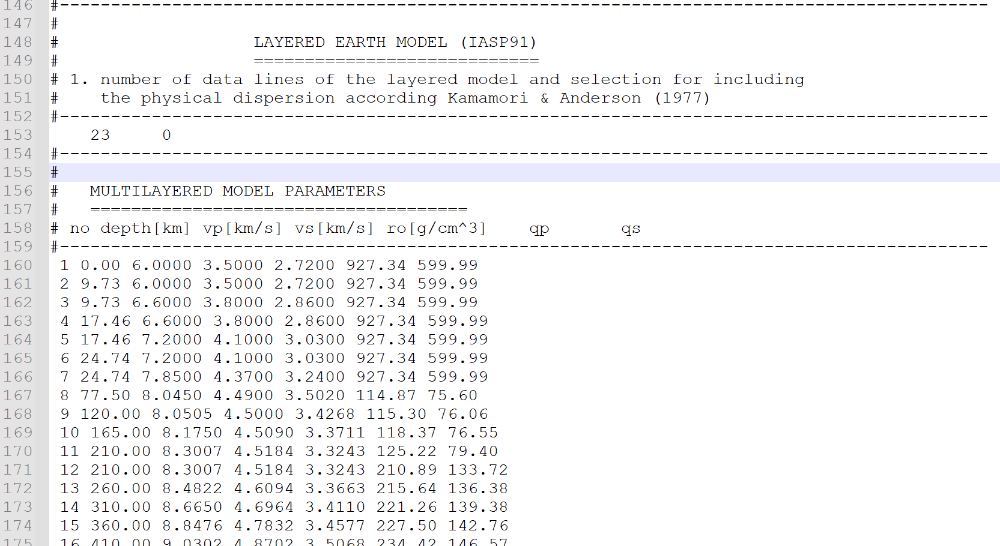 146 #-------------------------------------------------------------------------------------------
147 #
148 # LAYERED EARTH MODEL (IASP91)
149 # ============================
150 # 1. number of data lines of the layered model and selection for including
151 # the physical dispersion according Kamamori & Anderson (1977)
152 #-------------------------------------------------------------------------------------------
153 23 0
154 #-------------------------------------------------------------------------------------------
155 #
156 # MULTILAYERED MODEL PARAMETERS
157 # =====================================
158 # no depth[km] vp[km/s] vs[km/s] ro[g/cm^3] qp qs
159 #-------------------------------------------------------------------------------------------
160 1 0.00 6.0000 3.5000 2.7200 927.34 599.99
161 2 9.73 6.0000 3.5000 2.7200 927.34 599.99
162 3 9.73 6.6000 3.8000 2.8600 927.34 599.99
163 4 17.46 6.6000 3.8000 2.8600 927.34 599.99
164 5 17.46 7.2000 4.1000 3.0300 927.34 599.99
165 6 24.74 7.2000 4.1000 3.0300 927.34 599.99
166 7 24.74 7.8500 4.3700 3.2400 927.34 599.99
167 8 77.50 8.0450 4.4900 3.5020 114.87 75.60
168 9 120.00 8.0505 4.5000 3.4268 115.30 76.06
169 10 165.00 8.1750 4.5090 3.3711 118.37 76.55
170 11 210.00 8.3007 4.5184 3.3243 125.22 79.40
171 12 210.00 8.3007 4.5184 3.3243 210.89 133.72
172 13 260.00 8.4822 4.6094 3.3663 215.64 136.38
173 14 310.00 8.6650 4.6964 3.4110 221.26 139.38
174 15 360.00 8.8476 4.7832 3.4577 227.50 142.76
175 16 410.00 9.0302 4.8702 3.5068 234.42 146.57